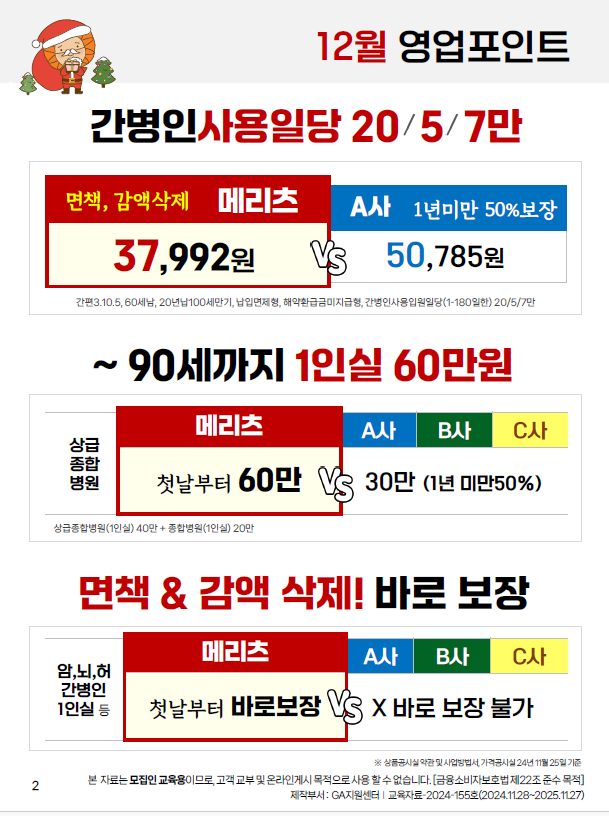 12월 영업포인트
간병인사용일당 20/5/7만
면책, 감액삭제 메리츠
A사 1년미만 50%보장
37,992원
VS
50,785원
간편3.10.5, 60세남, 20년납100세만기, 납입면제형, 해약환급금미지급형, 간병인사용입원일당(1-180일한) 20/5/7만
~ 90세까지 1인실 60만원
상급
종합
병원
메리츠
A사
B사
C사
첫날부터 60만
VS
30만 (1년 미만50%)
상급종합병원(1인실) 40만 + 종합병원(1인실) 20만
면책 & 감액 삭제! 바로 보장
암,뇌,허
간병인
1인실 등
메리츠
A사
B사
C사
첫날부터 바로보장
VS
X 바로 보장 불가
※ 상품공시실 약관 및 사업방법서, 가격공시실 24년 11월 25일 기준
2
본 자료는 모집인 교육용이므로, 고객 교부 및 온라인게시 목적으로 사용 할 수 없습니다. [금융소비자보호법 제22조 준수 목적]
제작부서 : GA지원센터 | 교육자료-2024-155호(2024.11.28~2025.11.27)